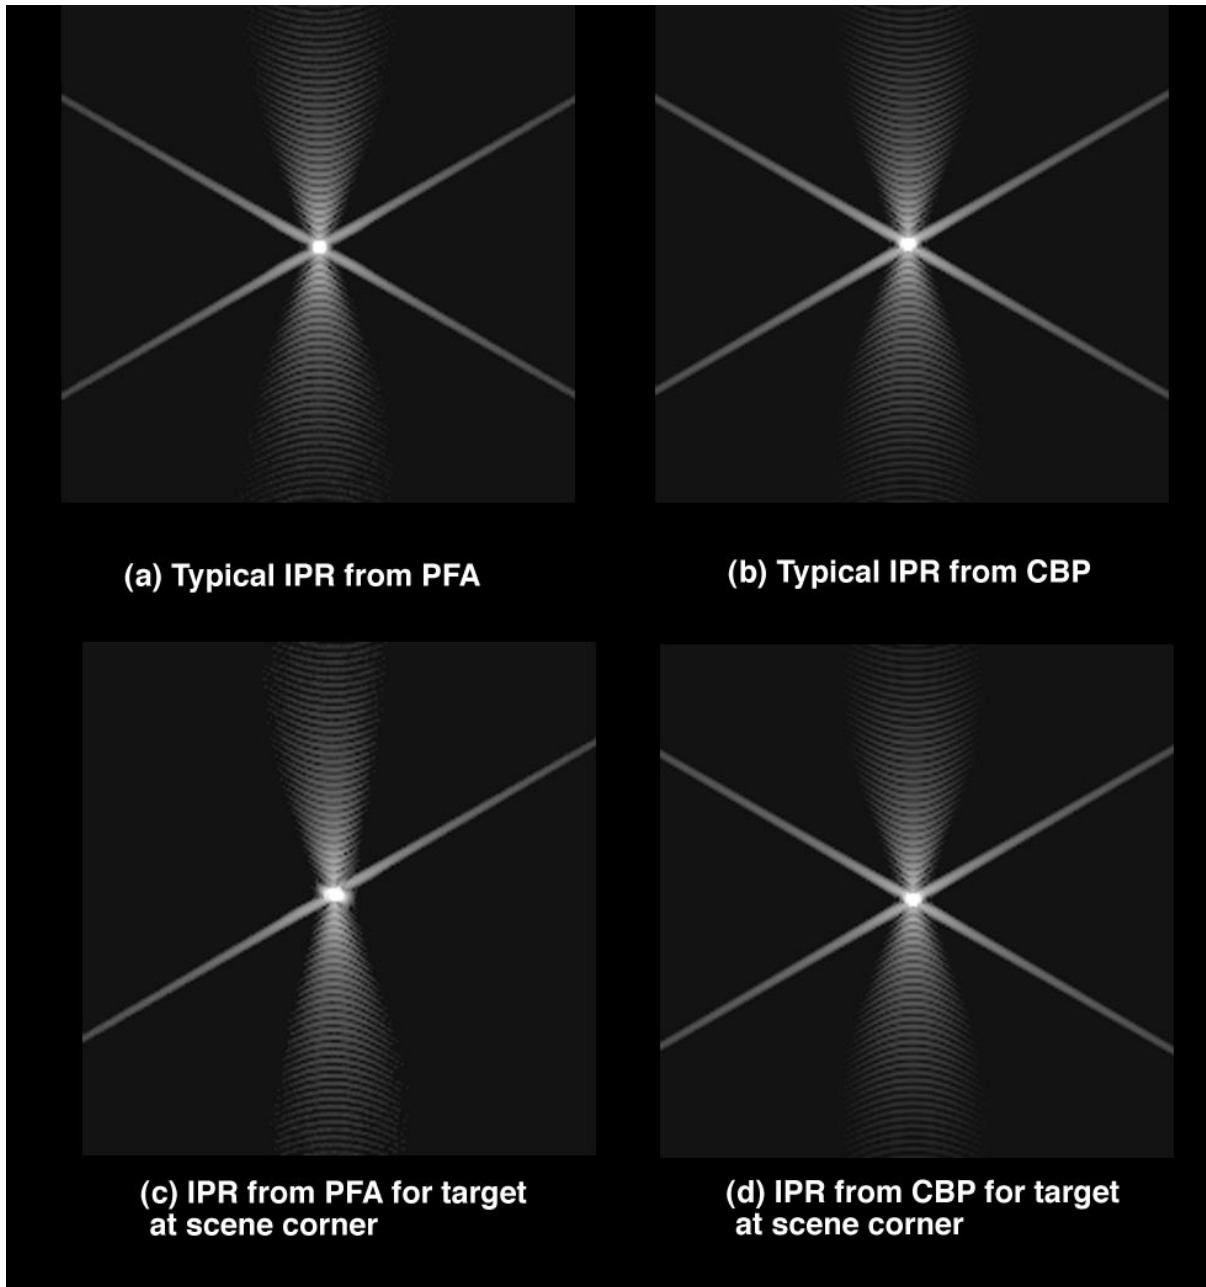 (a) Typical IPR from PFA
(b) Typical IPR from CBP
(c) IPR from PFA for target
at scene corner
(d) IPR from CBP for target
at scene corner